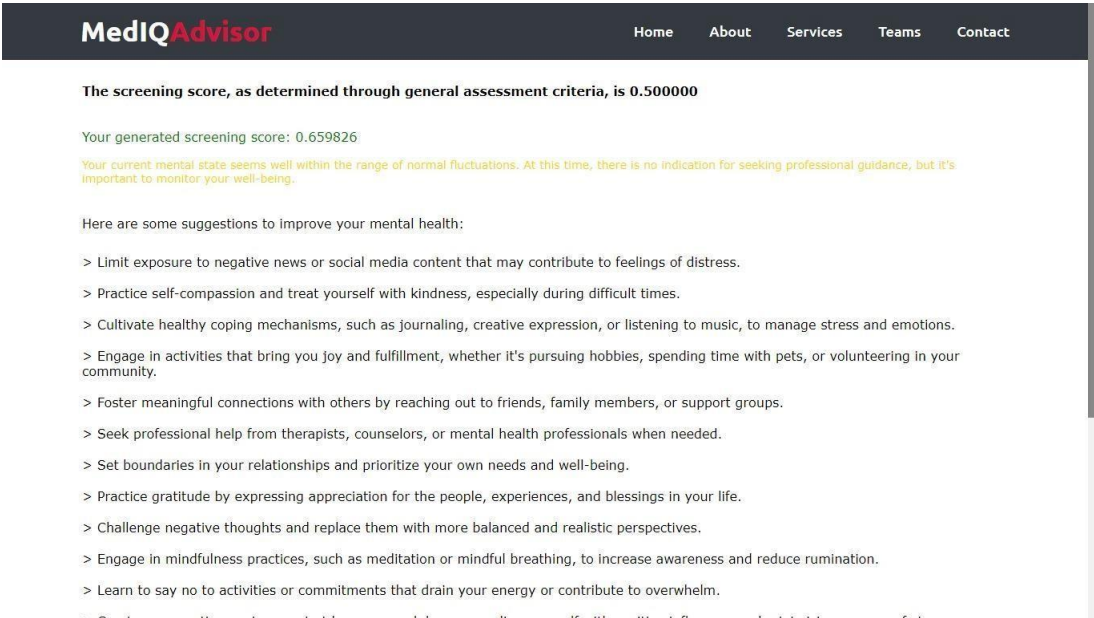 MedIQAdvisor
Home About Services Teams Contact
The screening score, as determined through general assessment criteria, is 0.500000
Your generated screening score: 0.659826
Your current mental state seems well within the range of normal fluctuations. At this time, there is no indication for seeking professional guidance, but it's
important to monitor your well-being.
Here are some suggestions to improve your mental health:
> Limit exposure to negative news or social media content that may contribute to feelings of distress.
> Practice self-compassion and treat yourself with kindness, especially during difficult times.
> Cultivate healthy coping mechanisms, such as journaling, creative expression, or listening to music, to manage stress and emotions.
> Engage in activities that bring you joy and fulfillment, whether it's pursuing hobbies, spending time with pets, or volunteering in your
community.
> Foster meaningful connections with others by reaching out to friends, family members, or support groups.
> Seek professional help from therapists, counselors, or mental health professionals when needed.
> Set boundaries in your relationships and prioritize your own needs and well-being.
> Practice gratitude by expressing appreciation for the people, experiences, and blessings in your life.
> Challenge negative thoughts and replace them with more balanced and realistic perspectives.
> Engage in mindfulness practices, such as meditation or mindful breathing, to increase awareness and reduce rumination.
> Learn to say no to activities or commitments that drain your energy or contribute to overwhelm.